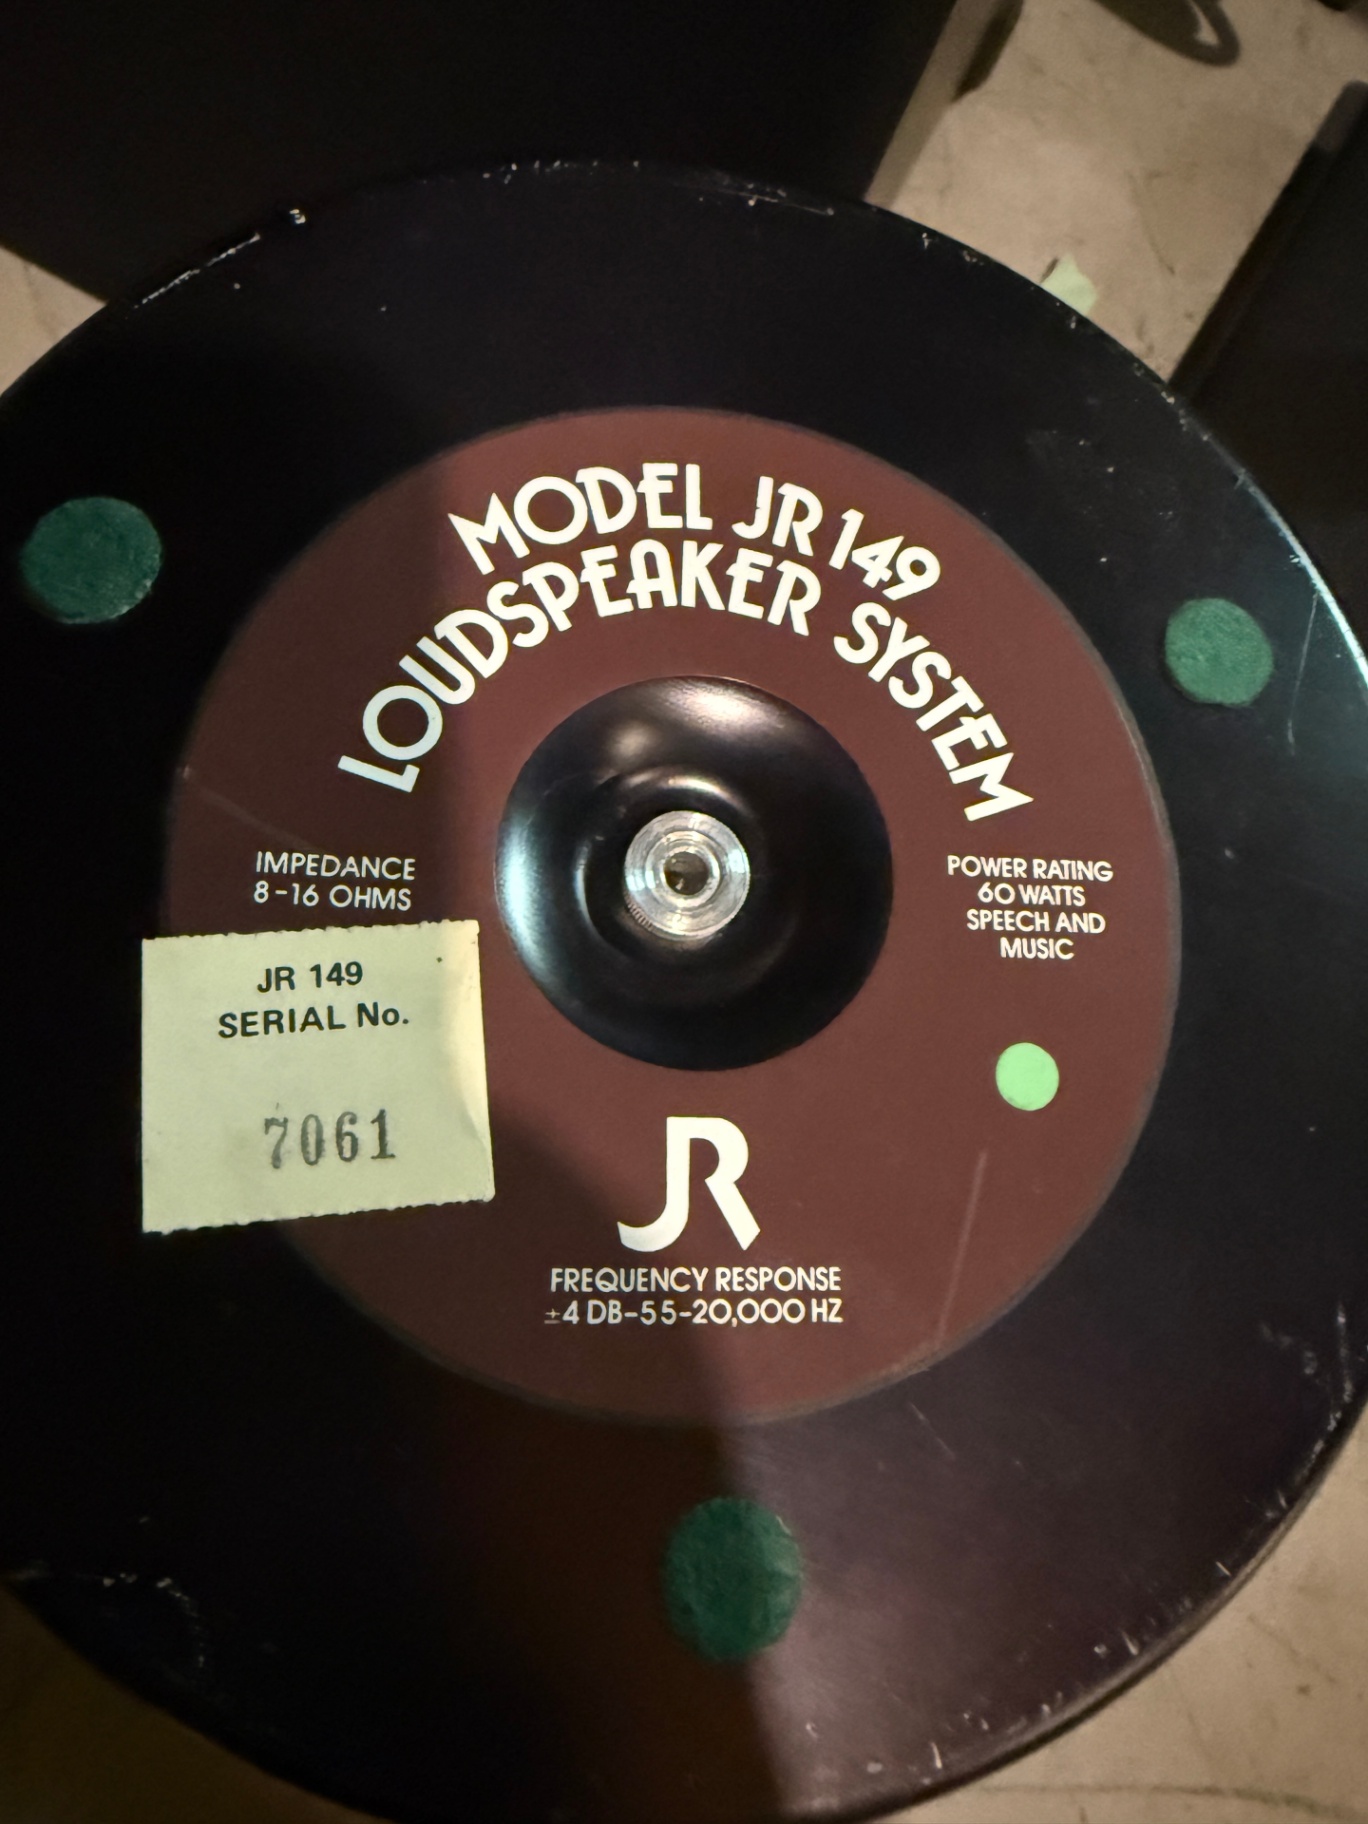 MODEL JR 149
LOUDSPEAKER SYSTEM
IMPEDANCE
8-16 OHMS
POWER RATING
60 WATTS
SPEECH AND
MUSIC
JR 149
SERIAL No.
7061
JR
FREQUENCY RESPONSE
±4 DB-55-20,000 HZ